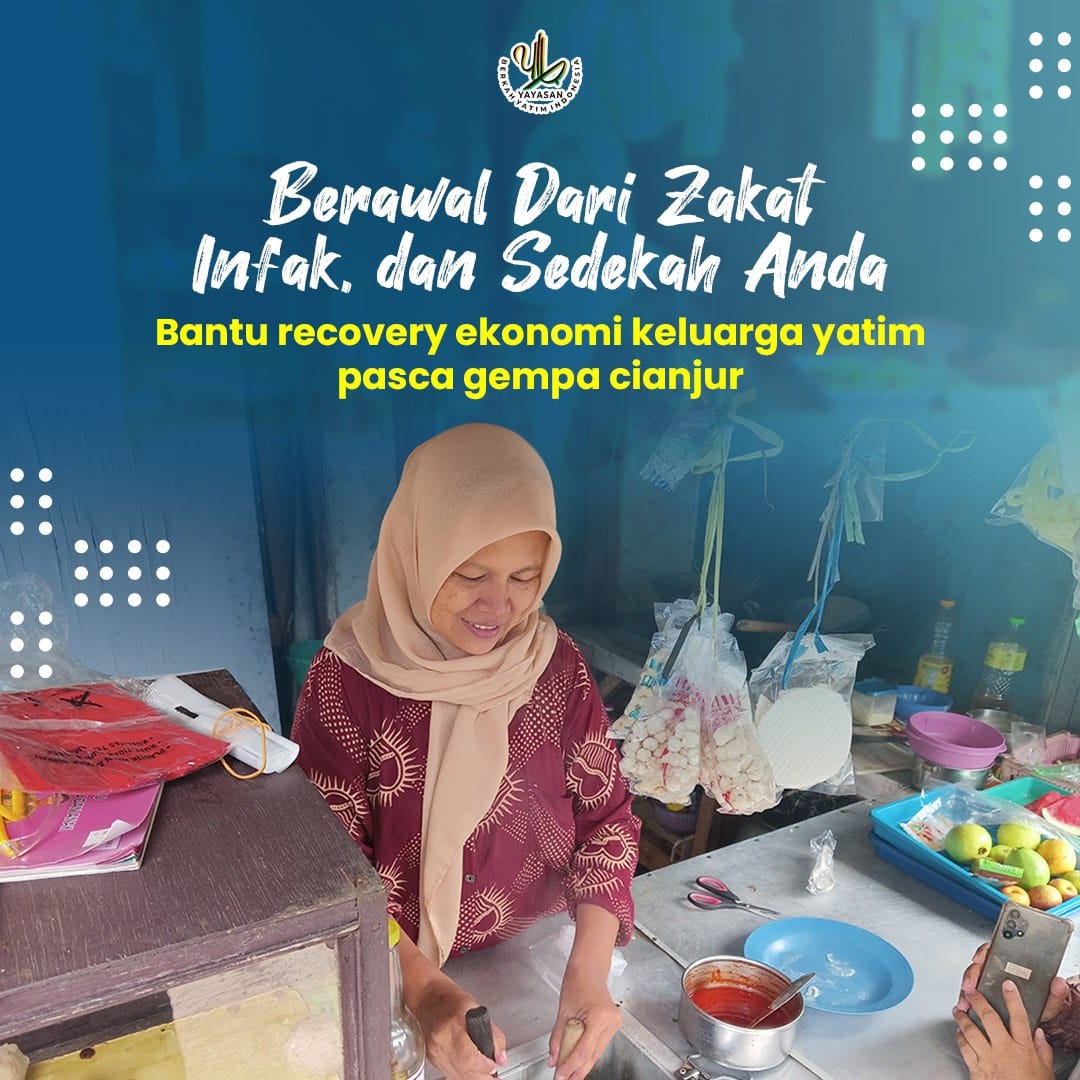 BERKAH YATIM INDONESIA
YAYASAN
Berawal Dari Zakat
Infak, dan Sedekah Anda
Bantu recovery ekonomi keluarga yatim
pasca gempa cianjur